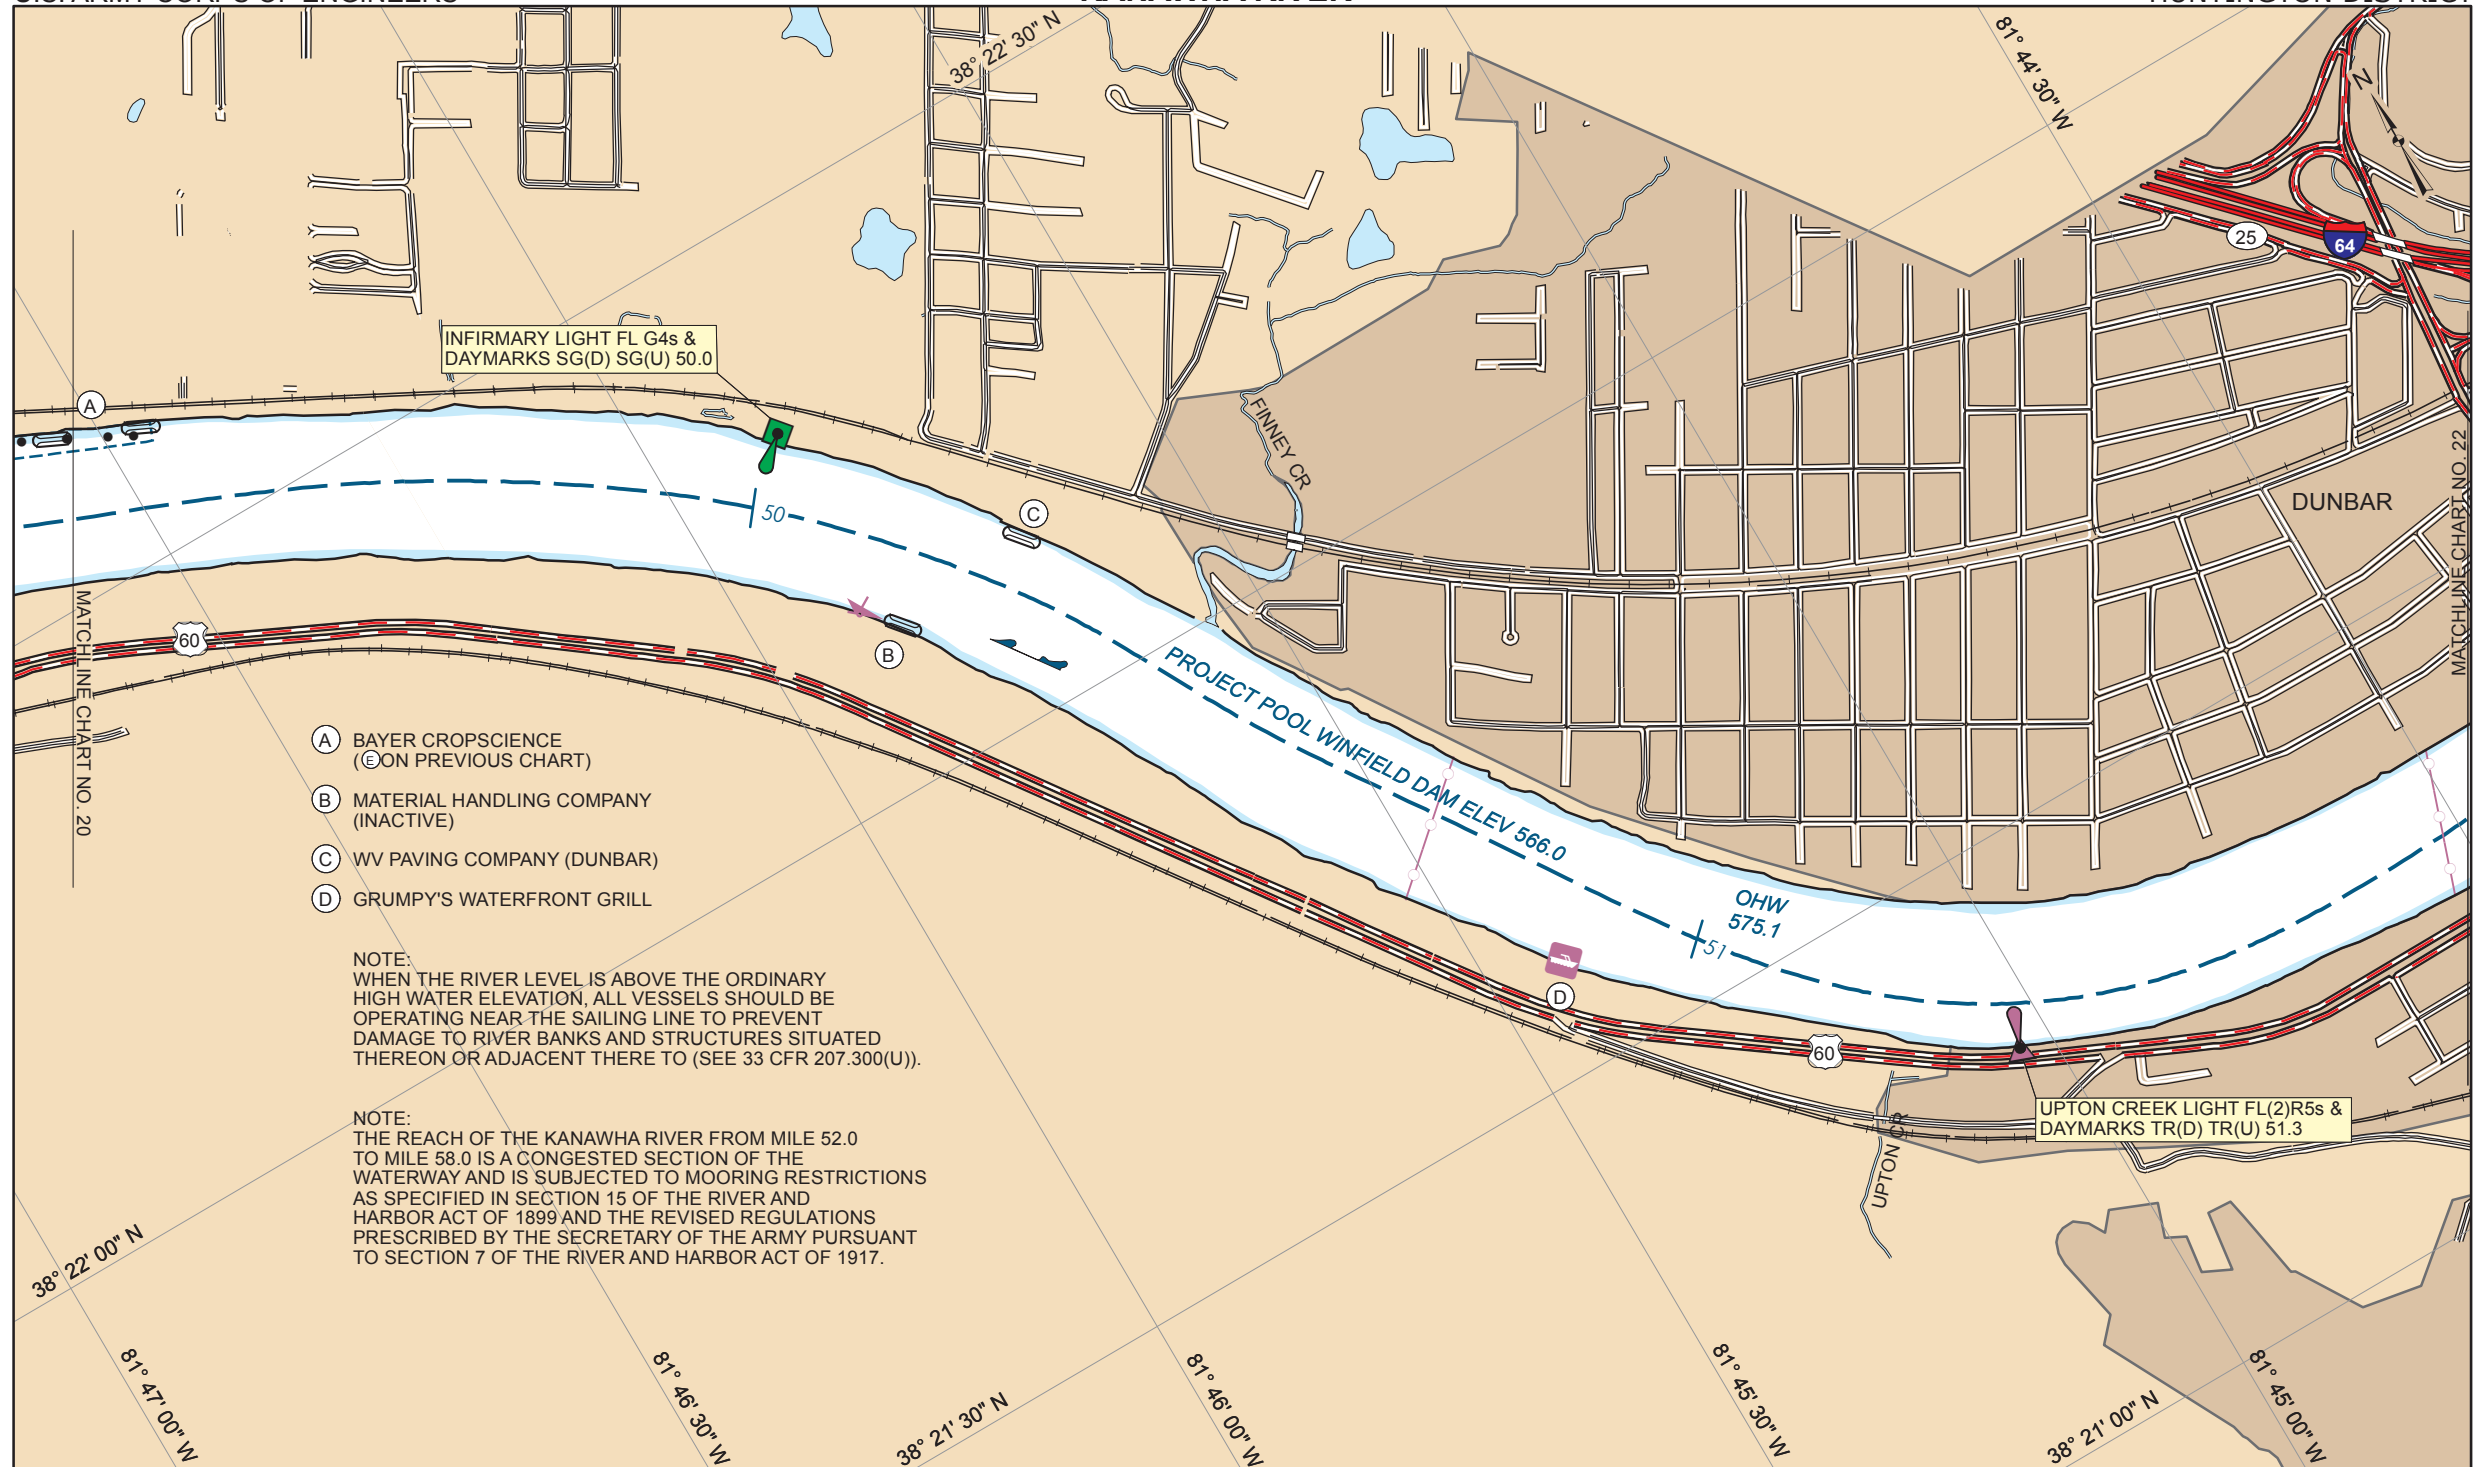 38° 22' 30" N
81° 44' 30" W
N
25
64
INFIRMARY LIGHT FL G4s &
DAYMARKS SG(D) SG(U) 50.0
A
FINNEY CR
MATCHLINE CHART NO. 22
DUNBAR
C
50
60
B
MATCHLINE CHART NO. 20
PROJECT POOL WINFIELD DAM ELEV 566.0
A BAYER CROPSCIENCE
(E ON PREVIOUS CHART)
B MATERIAL HANDLING COMPANY
(INACTIVE)
C WV PAVING COMPANY (DUNBAR)
D GRUMPY'S WATERFRONT GRILL
OHW
575.1
51
D
60
NOTE:
WHEN THE RIVER LEVEL IS ABOVE THE ORDINARY
HIGH WATER ELEVATION, ALL VESSELS SHOULD BE
OPERATING NEAR THE SAILING LINE TO PREVENT
DAMAGE TO RIVER BANKS AND STRUCTURES SITUATED
THEREON OR ADJACENT THERE TO (SEE 33 CFR 207.300(U)).
UPTON CREEK LIGHT FL(2)R5s &
DAYMARKS TR(D) TR(U) 51.3
UPTON CR
NOTE:
THE REACH OF THE KANAWHA RIVER FROM MILE 52.0
TO MILE 58.0 IS A CONGESTED SECTION OF THE
WATERWAY AND IS SUBJECTED TO MOORING RESTRICTIONS
AS SPECIFIED IN SECTION 15 OF THE RIVER AND
HARBOR ACT OF 1899 AND THE REVISED REGULATIONS
PRESCRIBED BY THE SECRETARY OF THE ARMY PURSUANT
TO SECTION 7 OF THE RIVER AND HARBOR ACT OF 1917.
38° 22' 00" N
81° 47' 00" W
81° 46' 30" W
38° 21' 30" N
81° 46' 00" W
81° 45' 30" W
38° 21' 00" N
81° 45' 00" W